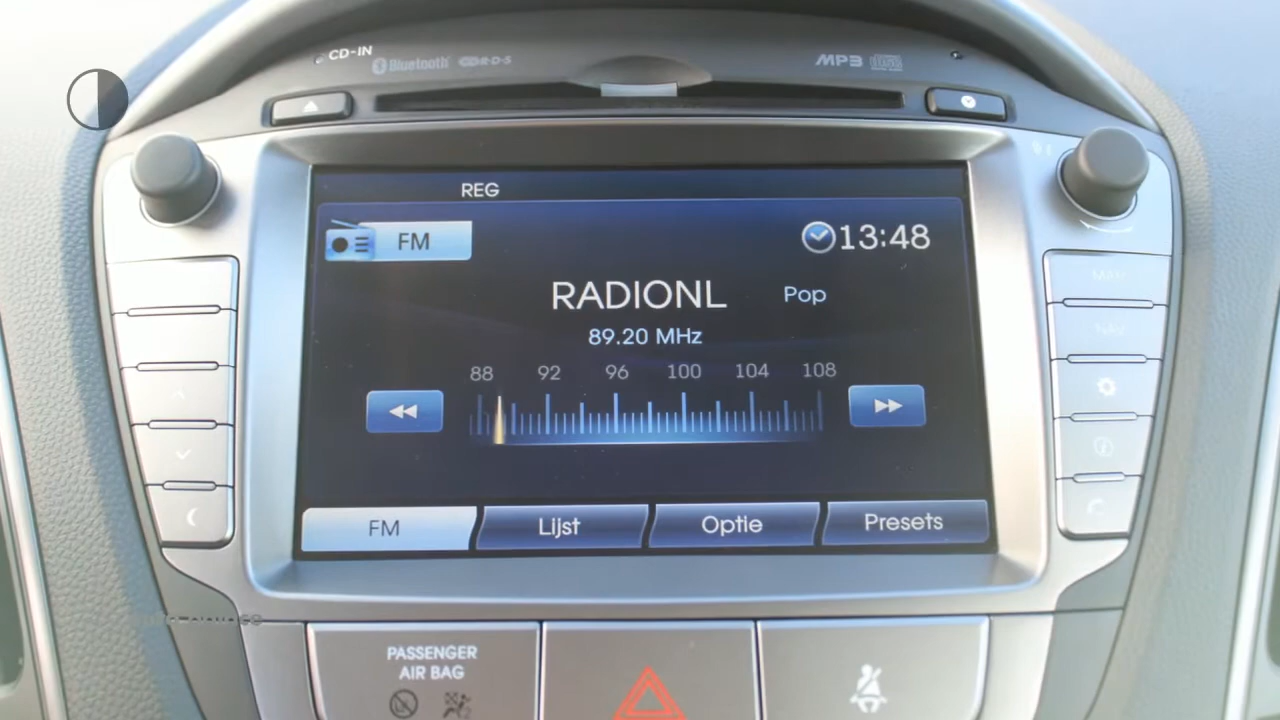 CD-IN
Bluetooth R·D·S
MP3
REG
FM
13:48
RADIONL Pop
89.20 MHz
88 92 96 100 104 108
FM Lijst Optie Presets
PASSENGER
AIR BAG